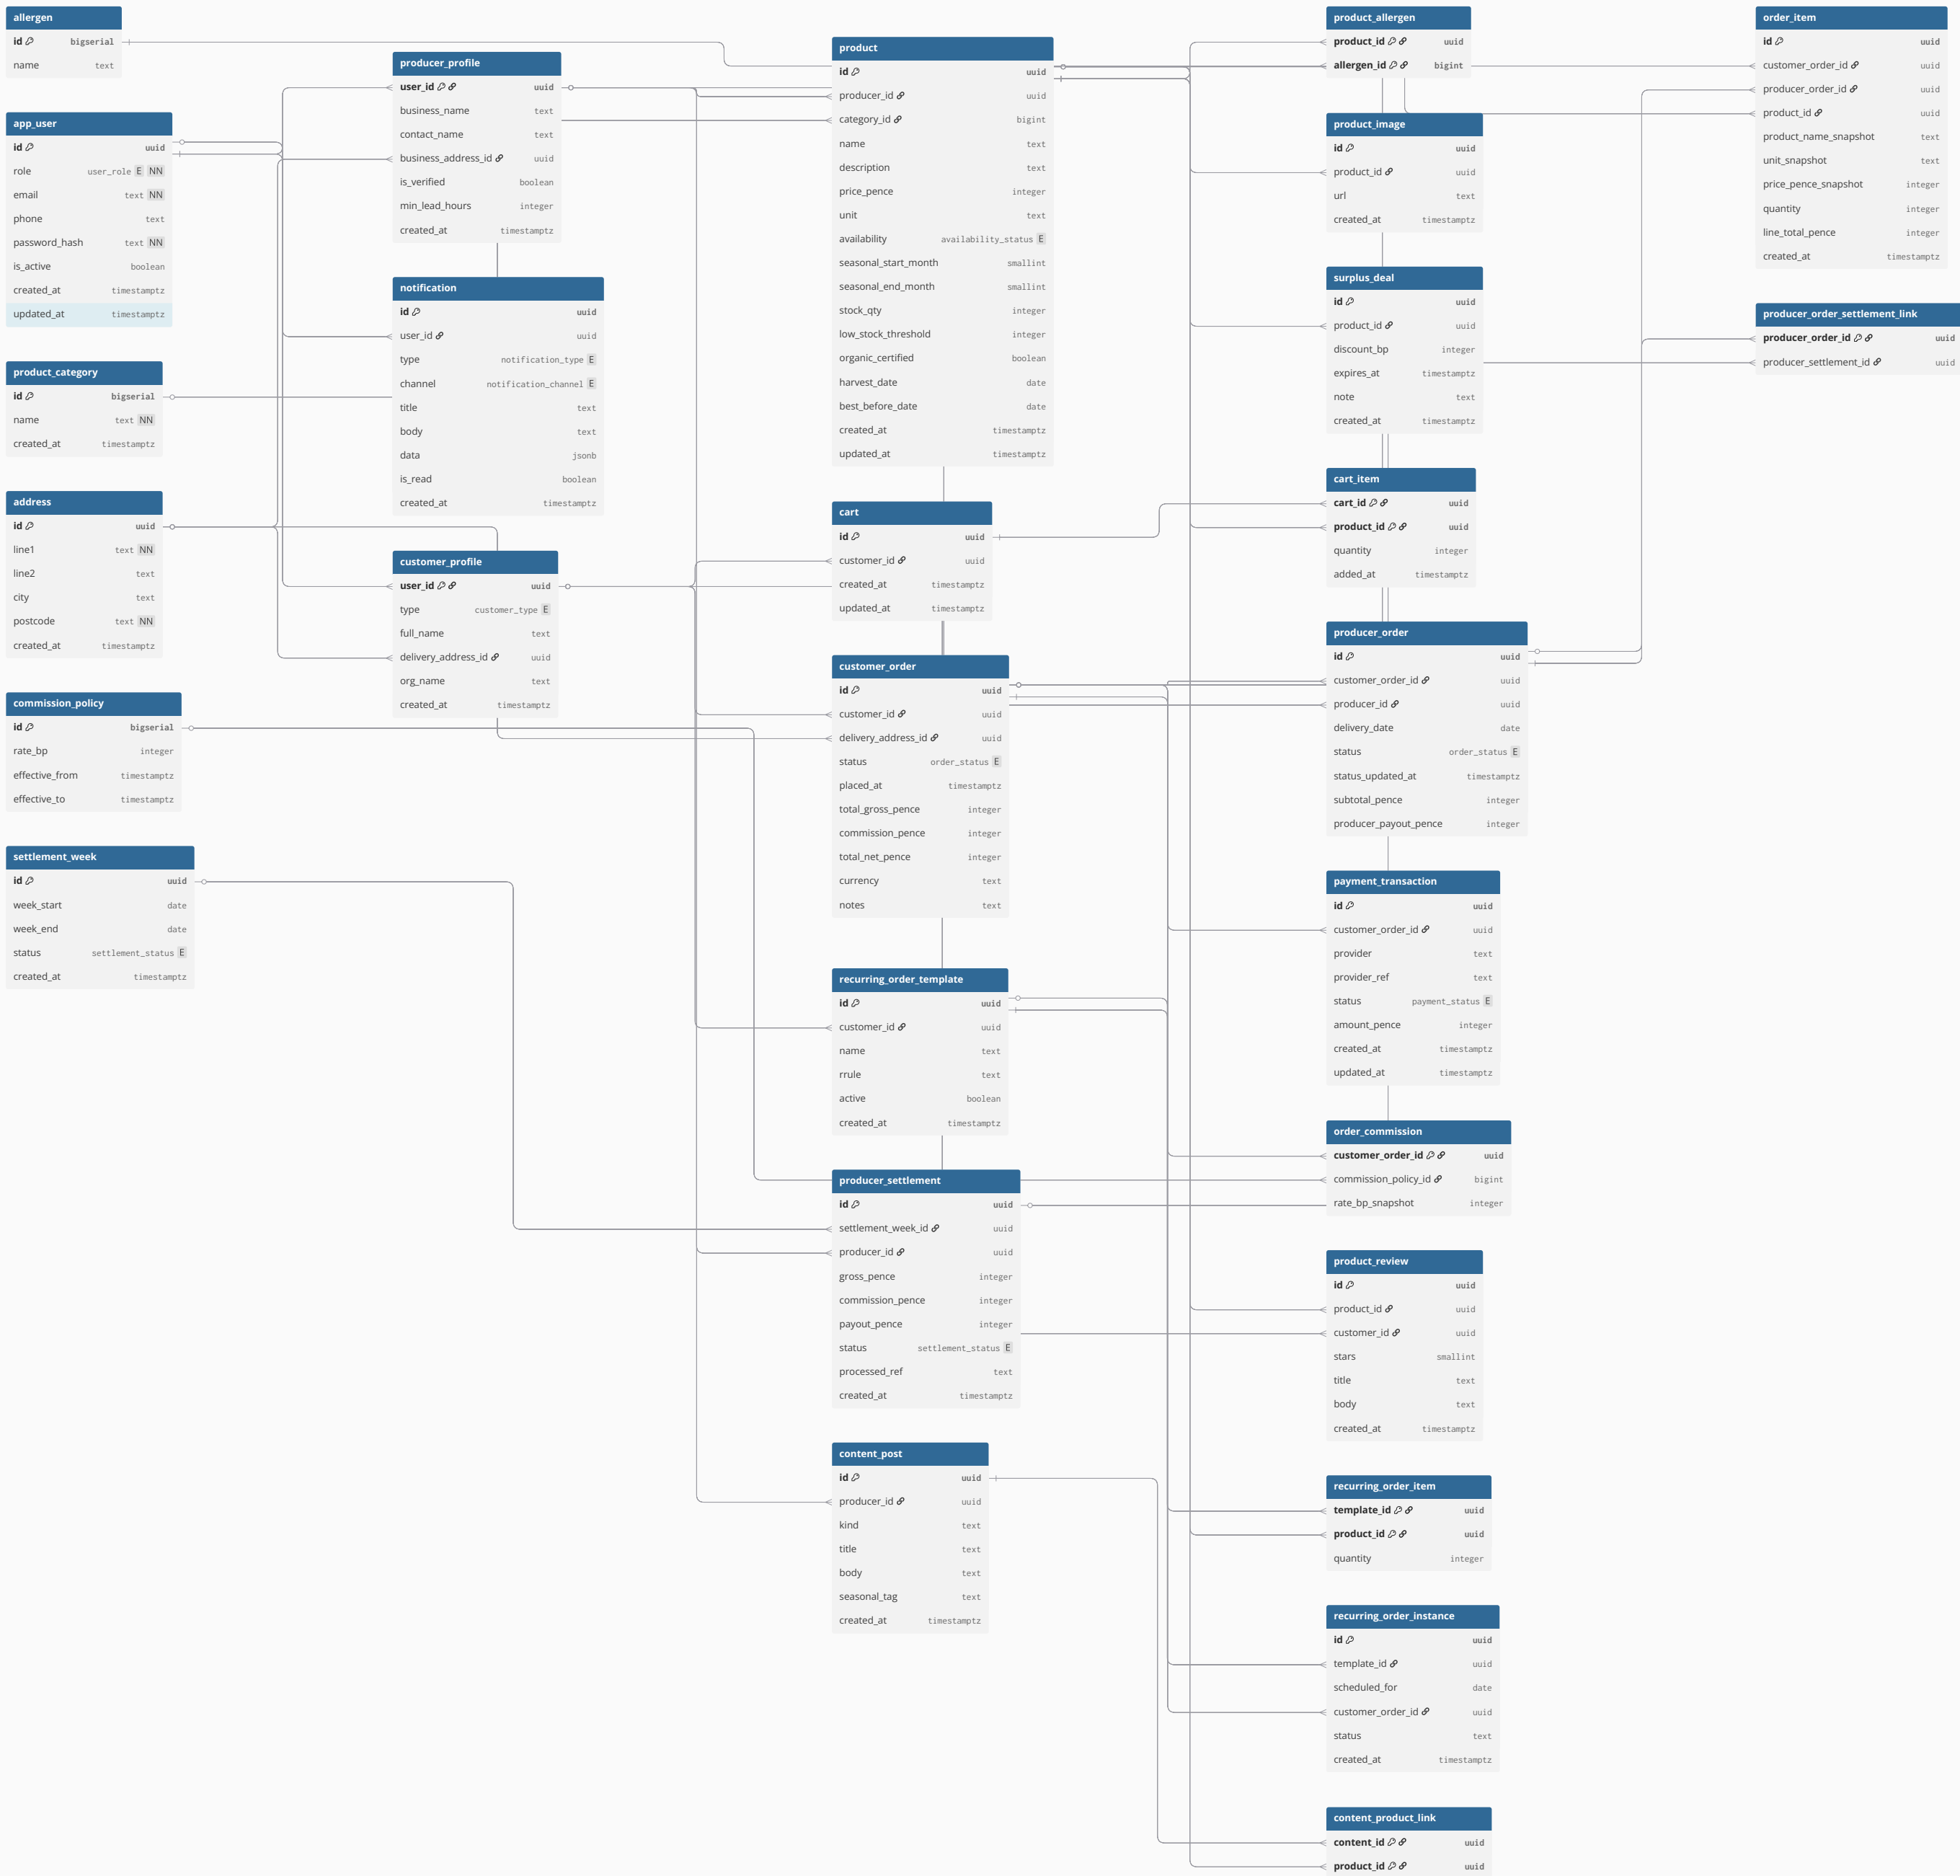 allergen
id bigserial
name text
app_user
id uuid
role user_role E NN
email text NN
phone text
password_hash text NN
is_active boolean
created_at timestamptz
updated_at timestamptz
product_category
id bigserial
name text NN
created_at timestamptz
address
id uuid
line1 text NN
line2 text
city text
postcode text NN
created_at timestamptz
commission_policy
id bigserial
rate_bp integer
effective_from timestamptz
effective_to timestamptz
settlement_week
id uuid
week_start date
week_end date
status settlement_status E
created_at timestamptz
producer_profile
user_id uuid
business_name text
contact_name text
business_address_id uuid
is_verified boolean
min_lead_hours integer
created_at timestamptz
notification
id uuid
user_id uuid
type notification_type E
channel notification_channel E
title text
body text
data jsonb
is_read boolean
created_at timestamptz
customer_profile
user_id uuid
type customer_type E
full_name text
delivery_address_id uuid
org_name text
created_at timestamptz
product
id uuid
producer_id uuid
category_id bigint
name text
description text
price_pence integer
unit text
availability availability_status E
seasonal_start_month smallint
seasonal_end_month smallint
stock_qty integer
low_stock_threshold integer
organic_certified boolean
harvest_date date
best_before_date date
created_at timestamptz
updated_at timestamptz
cart
id uuid
customer_id uuid
created_at timestamptz
updated_at timestamptz
customer_order
id uuid
customer_id uuid
delivery_address_id uuid
status order_status E
placed_at timestamptz
total_gross_pence integer
commission_pence integer
total_net_pence integer
currency text
notes text
recurring_order_template
id uuid
customer_id uuid
name text
rrule text
active boolean
created_at timestamptz
producer_settlement
id uuid
settlement_week_id uuid
producer_id uuid
gross_pence integer
commission_pence integer
payout_pence integer
status settlement_status E
processed_ref text
created_at timestamptz
content_post
id uuid
producer_id uuid
kind text
title text
body text
seasonal_tag text
created_at timestamptz
product_allergen
product_id uuid
allergen_id bigint
product_image
id uuid
product_id uuid
url text
created_at timestamptz
surplus_deal
id uuid
product_id uuid
discount_bp integer
expires_at timestamptz
note text
created_at timestamptz
cart_item
cart_id uuid
product_id uuid
quantity integer
added_at timestamptz
producer_order
id uuid
customer_order_id uuid
producer_id uuid
delivery_date date
status order_status E
status_updated_at timestamptz
subtotal_pence integer
producer_payout_pence integer
payment_transaction
id uuid
customer_order_id uuid
provider text
provider_ref text
status payment_status E
amount_pence integer
created_at timestamptz
updated_at timestamptz
order_commission
customer_order_id uuid
commission_policy_id bigint
rate_bp_snapshot integer
product_review
id uuid
product_id uuid
customer_id uuid
stars smallint
title text
body text
created_at timestamptz
recurring_order_item
template_id uuid
product_id uuid
quantity integer
recurring_order_instance
id uuid
template_id uuid
scheduled_for date
customer_order_id uuid
status text
created_at timestamptz
content_product_link
content_id uuid
product_id uuid
order_item
id uuid
customer_order_id uuid
producer_order_id uuid
product_id uuid
product_name_snapshot text
unit_snapshot text
price_pence_snapshot integer
quantity integer
line_total_pence integer
created_at timestamptz
producer_order_settlement_link
producer_order_id uuid
producer_settlement_id uuid